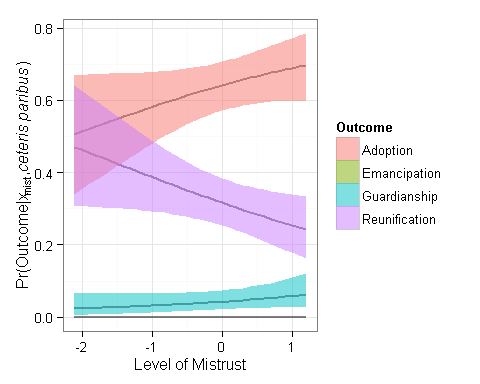 0.8
0.6
0.4
0.2
0.0
Pr(Outcome|xmist,ceteris paribus)
-2 -1 0 1
Level of Mistrust
Outcome
Adoption
Emancipation
Guardianship
Reunification